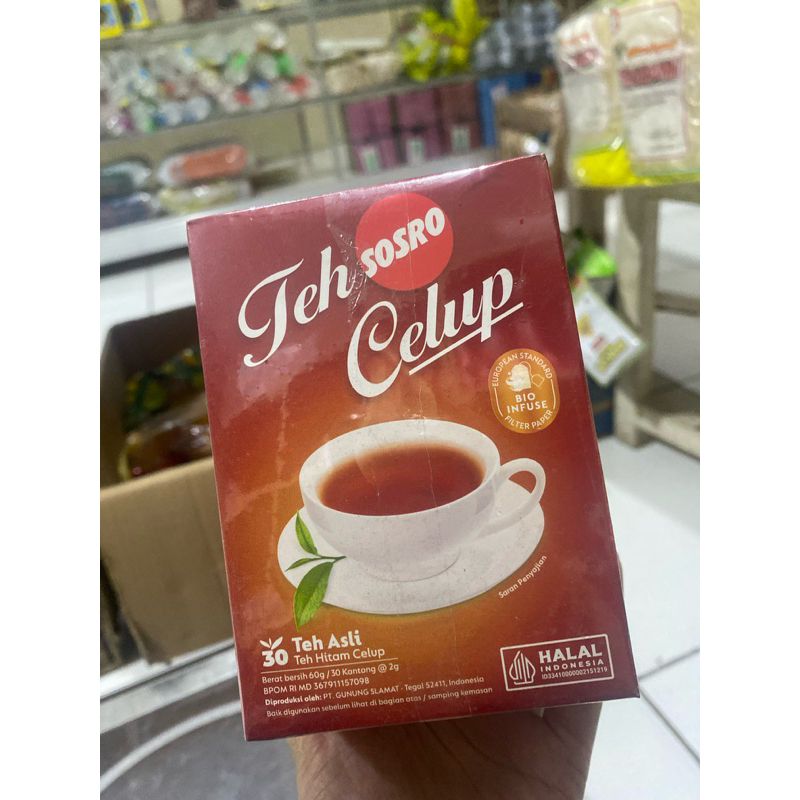 Teh SOSRO
Celup
EUROPEAN STANDARD
BIO
INFUSE
FILTER PAPER
Saran Penyajian
30 Teh Asli
Teh Hitam Celup
Berat bersih 60g / 30 Kantong @ 2g
BPOM RI MD 367911157098
Diproduksi oleh: PT. GUNUNG SLAMAT - Tegal 52411, Indonesia
Baik digunakan sebelum lihat di bagian atas / samping kemasan
HALAL
INDONESIA
ID33410000002151219